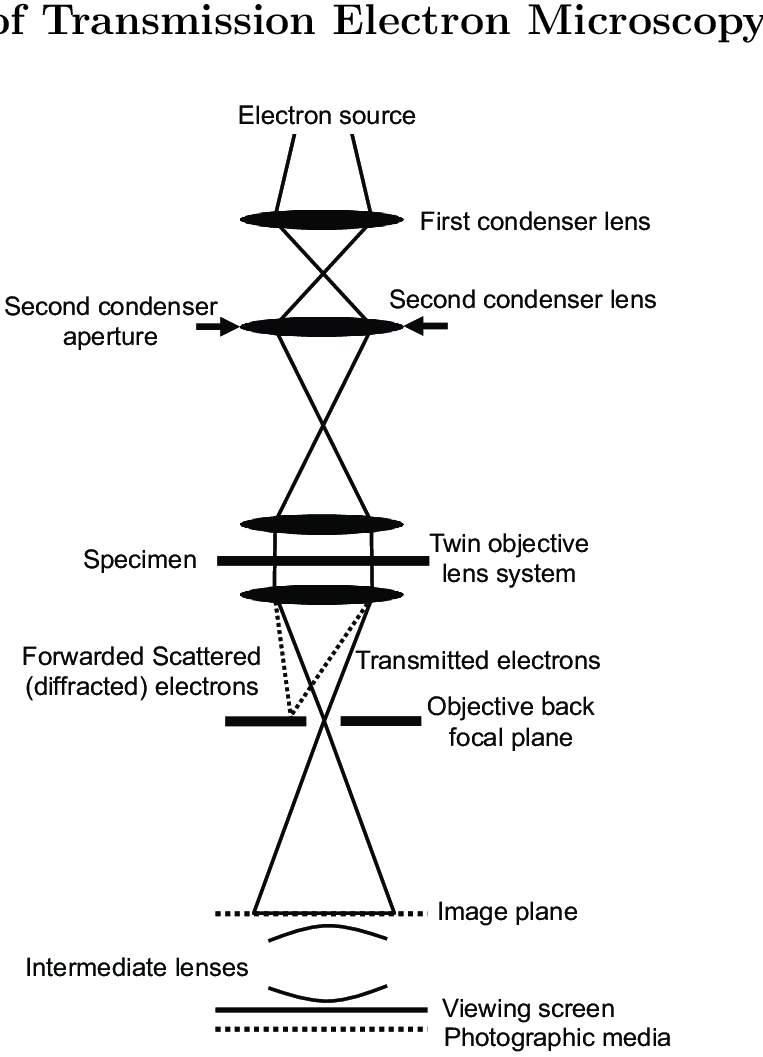 of Transmission Electron Microscopy
Electron source
First condenser lens
Second condenser
aperture
Second condenser lens
Specimen
Twin objective
lens system
Forwarded Scattered
(diffracted) electrons
Transmitted electrons
Objective back
focal plane
Image plane
Intermediate lenses
Viewing screen
Photographic media